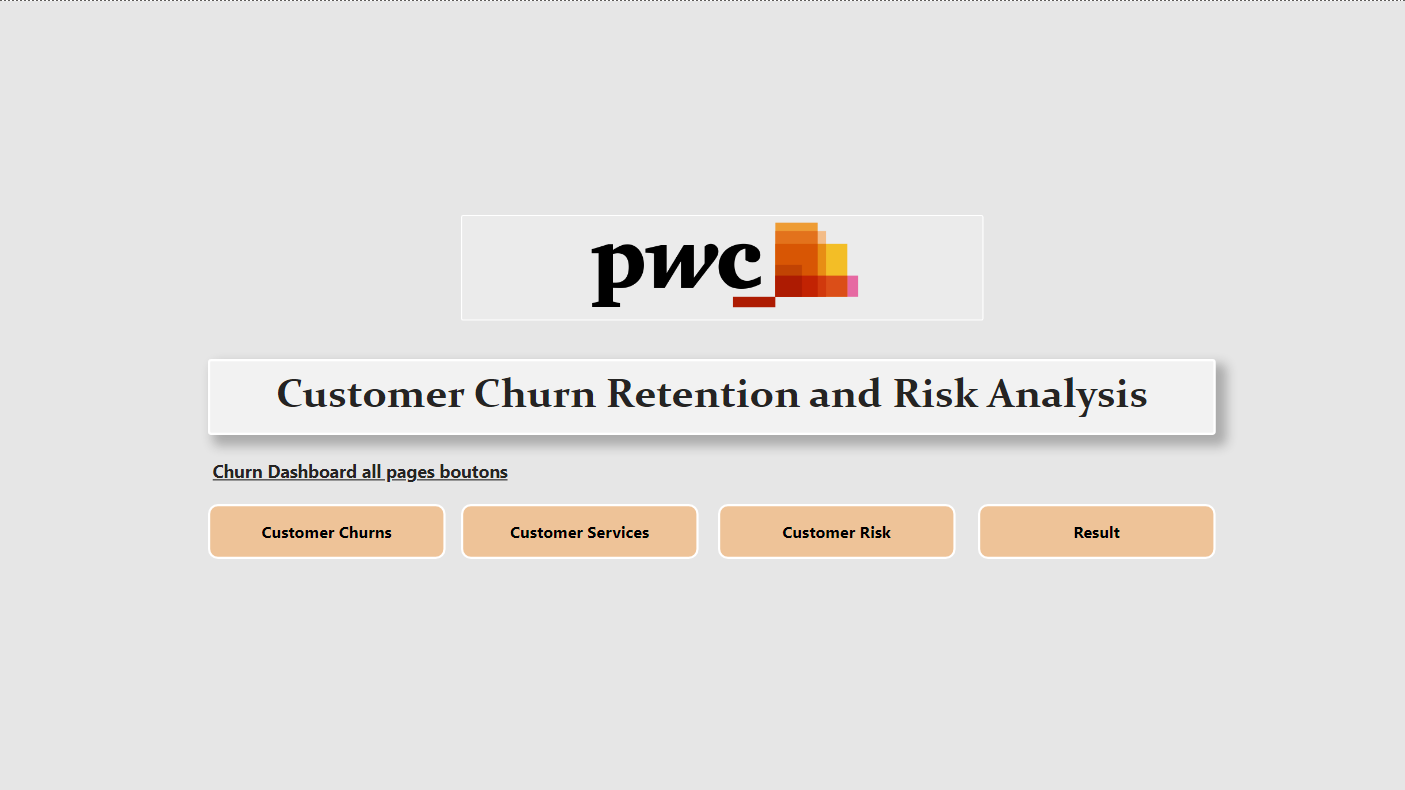 pwc
Customer Churn Retention and Risk Analysis
Churn Dashboard all pages boutons
Customer Churns
Customer Services
Customer Risk
Result